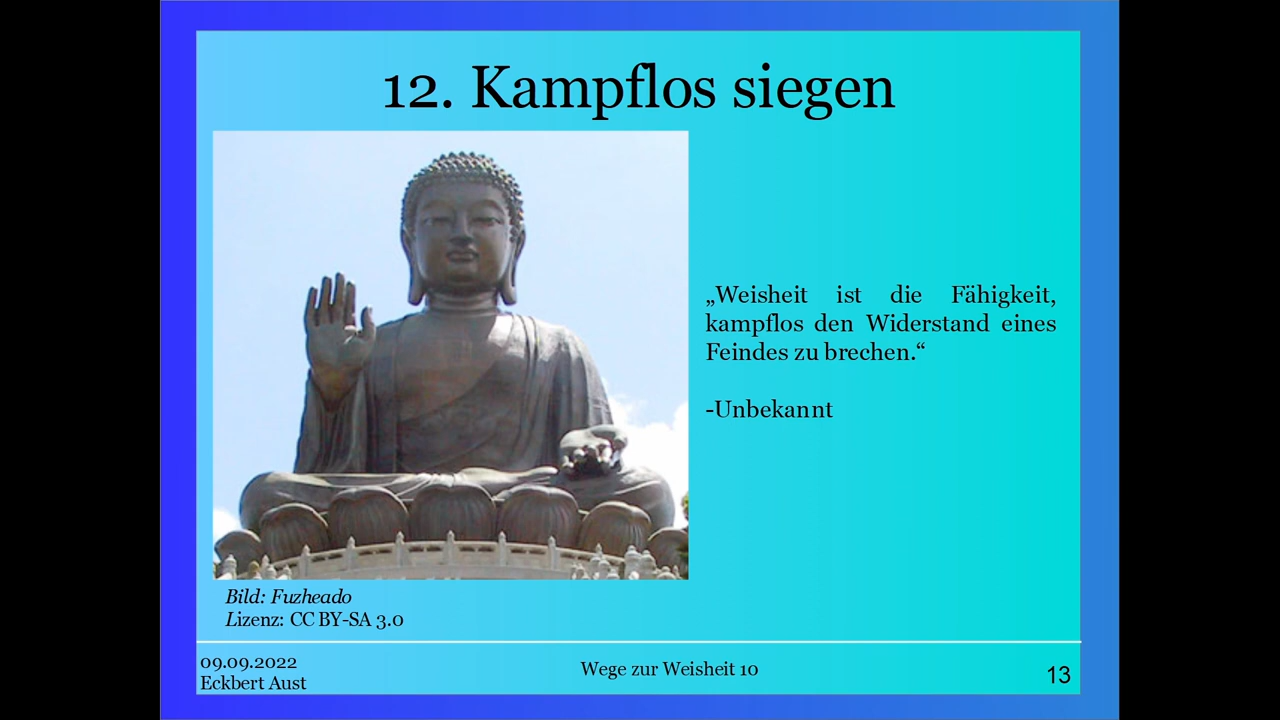 12. Kampflos siegen
„Weisheit ist die Fähigkeit,
kampflos den Widerstand eines
Feindes zu brechen.“
-Unbekannt
Bild: Fuzheado
Lizenz: CC BY-SA 3.0
09.09.2022
Eckbert Aust
Wege zur Weisheit 10
13